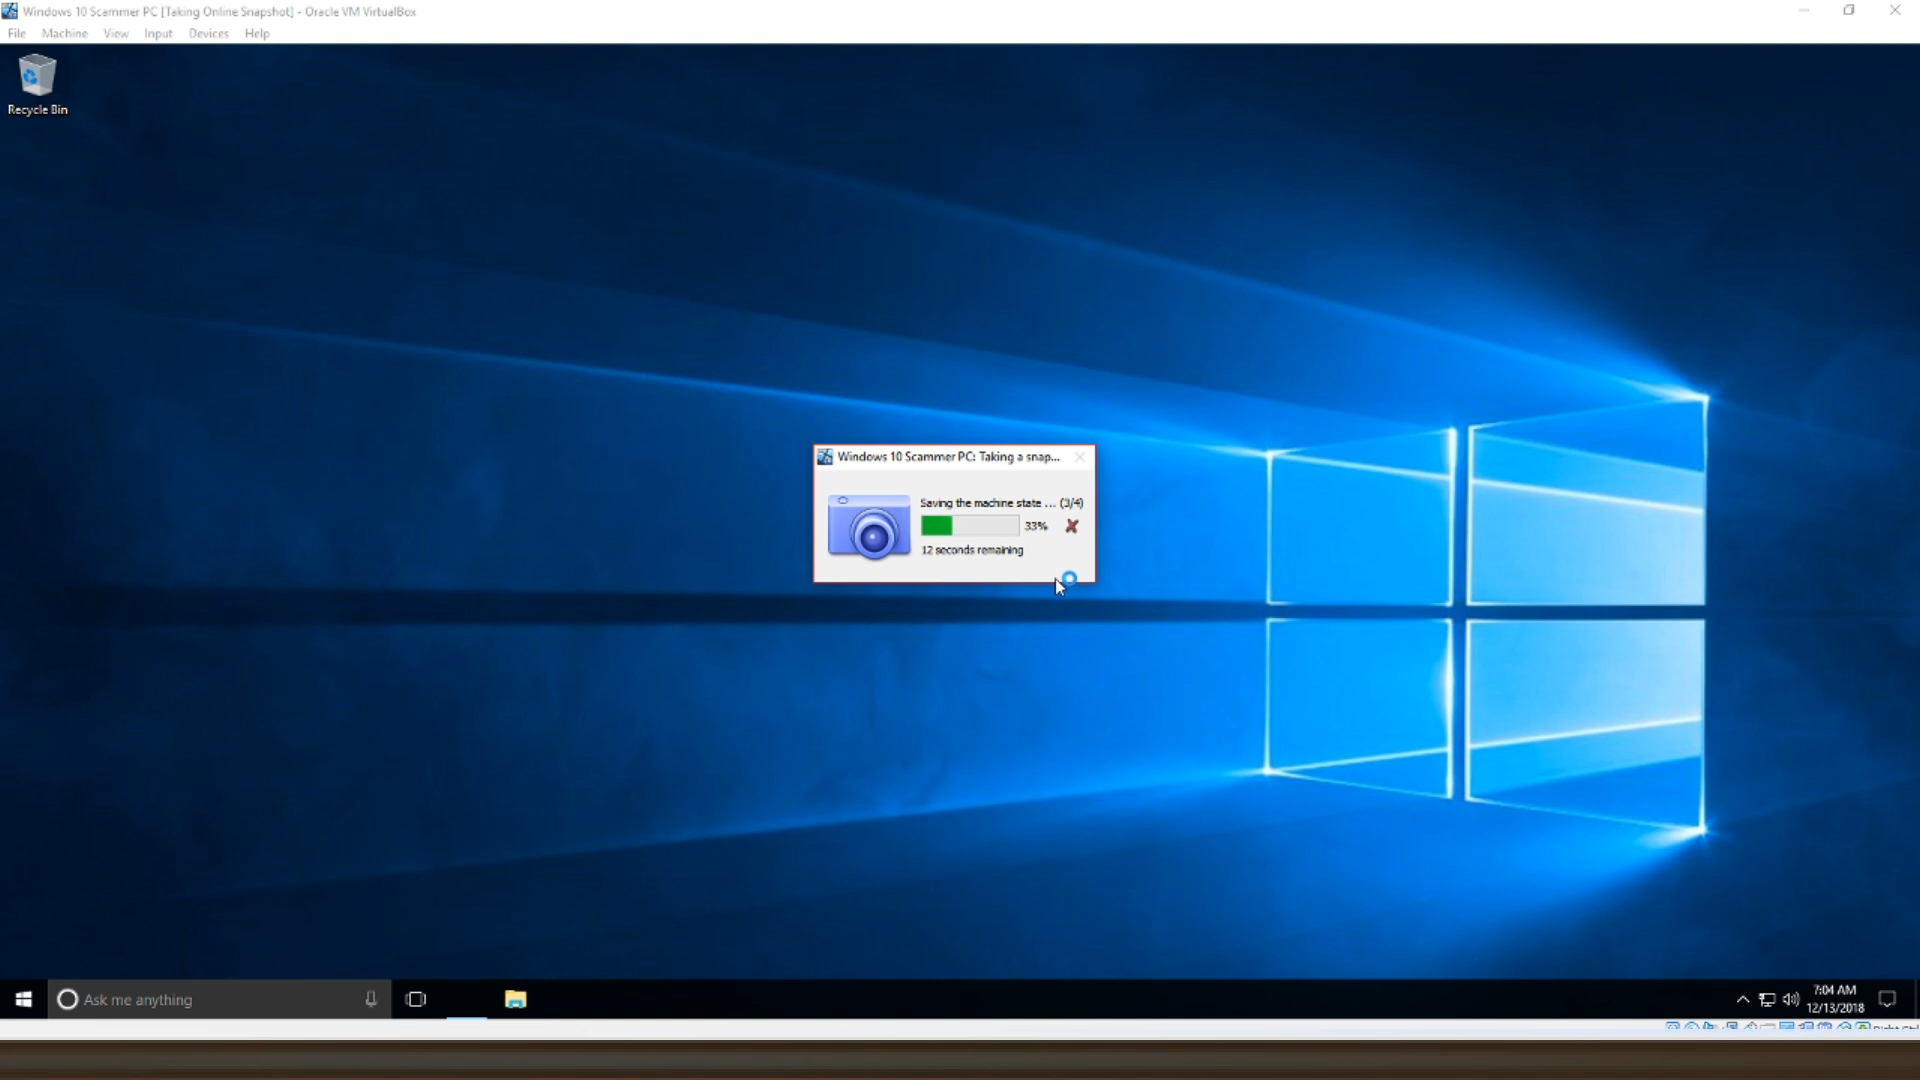 Windows 10 Scammer PC [Taking Online Snapshot] - Oracle VM VirtualBox
File Machine View Input Devices Help
Recycle Bin
Windows 10 Scammer PC: Taking a snap...
Saving the machine state ... (3/4)
33%
12 seconds remaining
Ask me anything
7:04 AM
12/13/2018